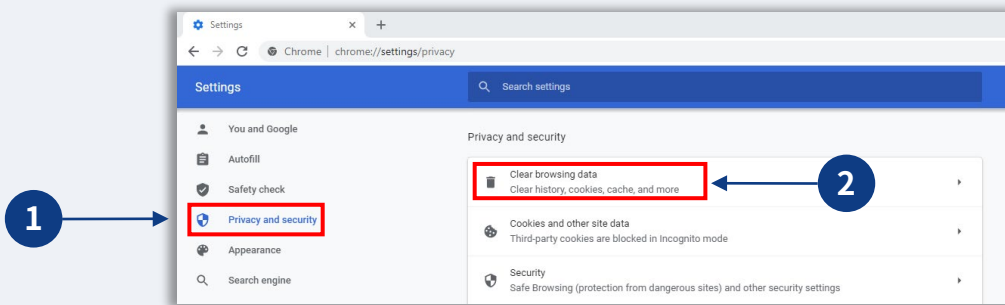 Settings
Chrome | chrome://settings/privacy
Settings
Search settings
You and Google
Autofill
Safety check
Privacy and security
Appearance
Search engine
1
Privacy and security
Clear browsing data
Clear history, cookies, cache, and more
2
Cookies and other site data
Third-party cookies are blocked in Incognito mode
Security
Safe Browsing (protection from dangerous sites) and other security settings